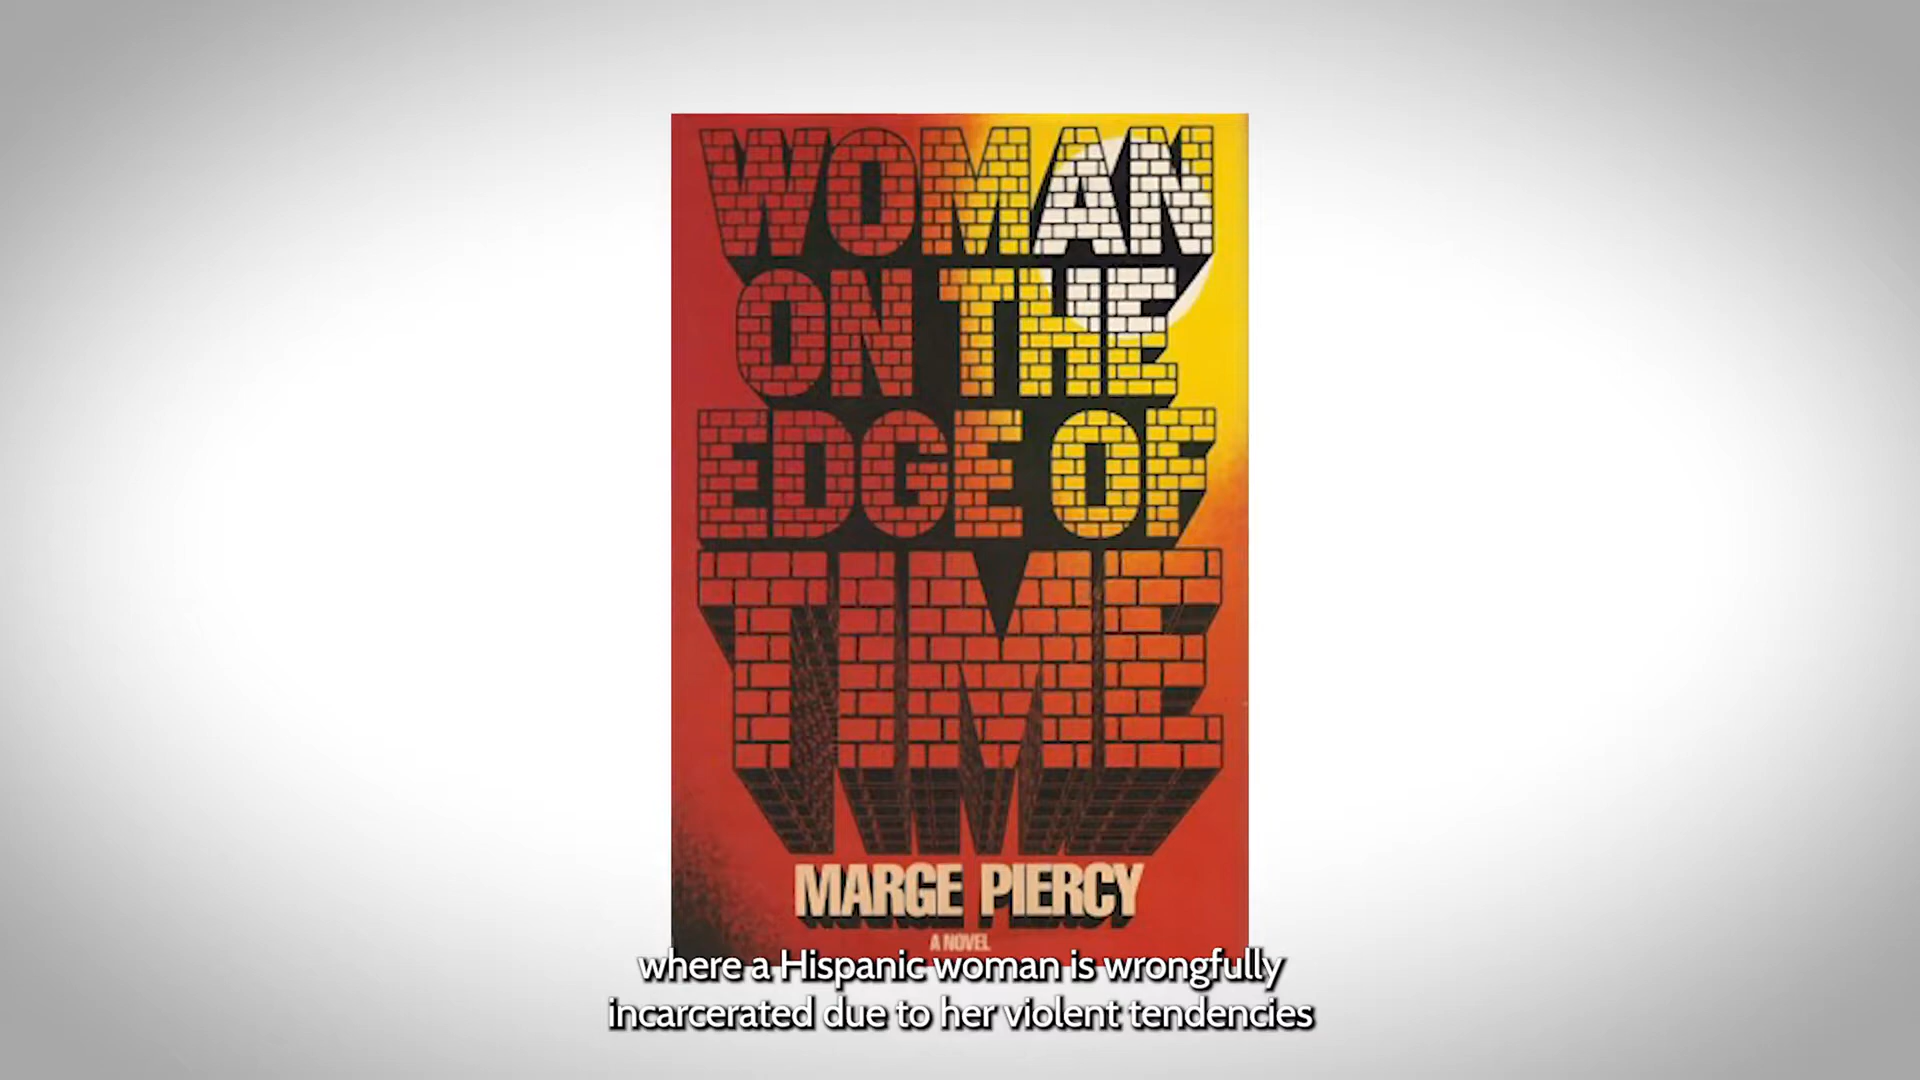 WOMAN
ON THE
EDGE OF
TIME
MARGE PIERCY
A NOVEL
where a Hispanic woman is wrongfully
incarcerated due to her violent tendencies